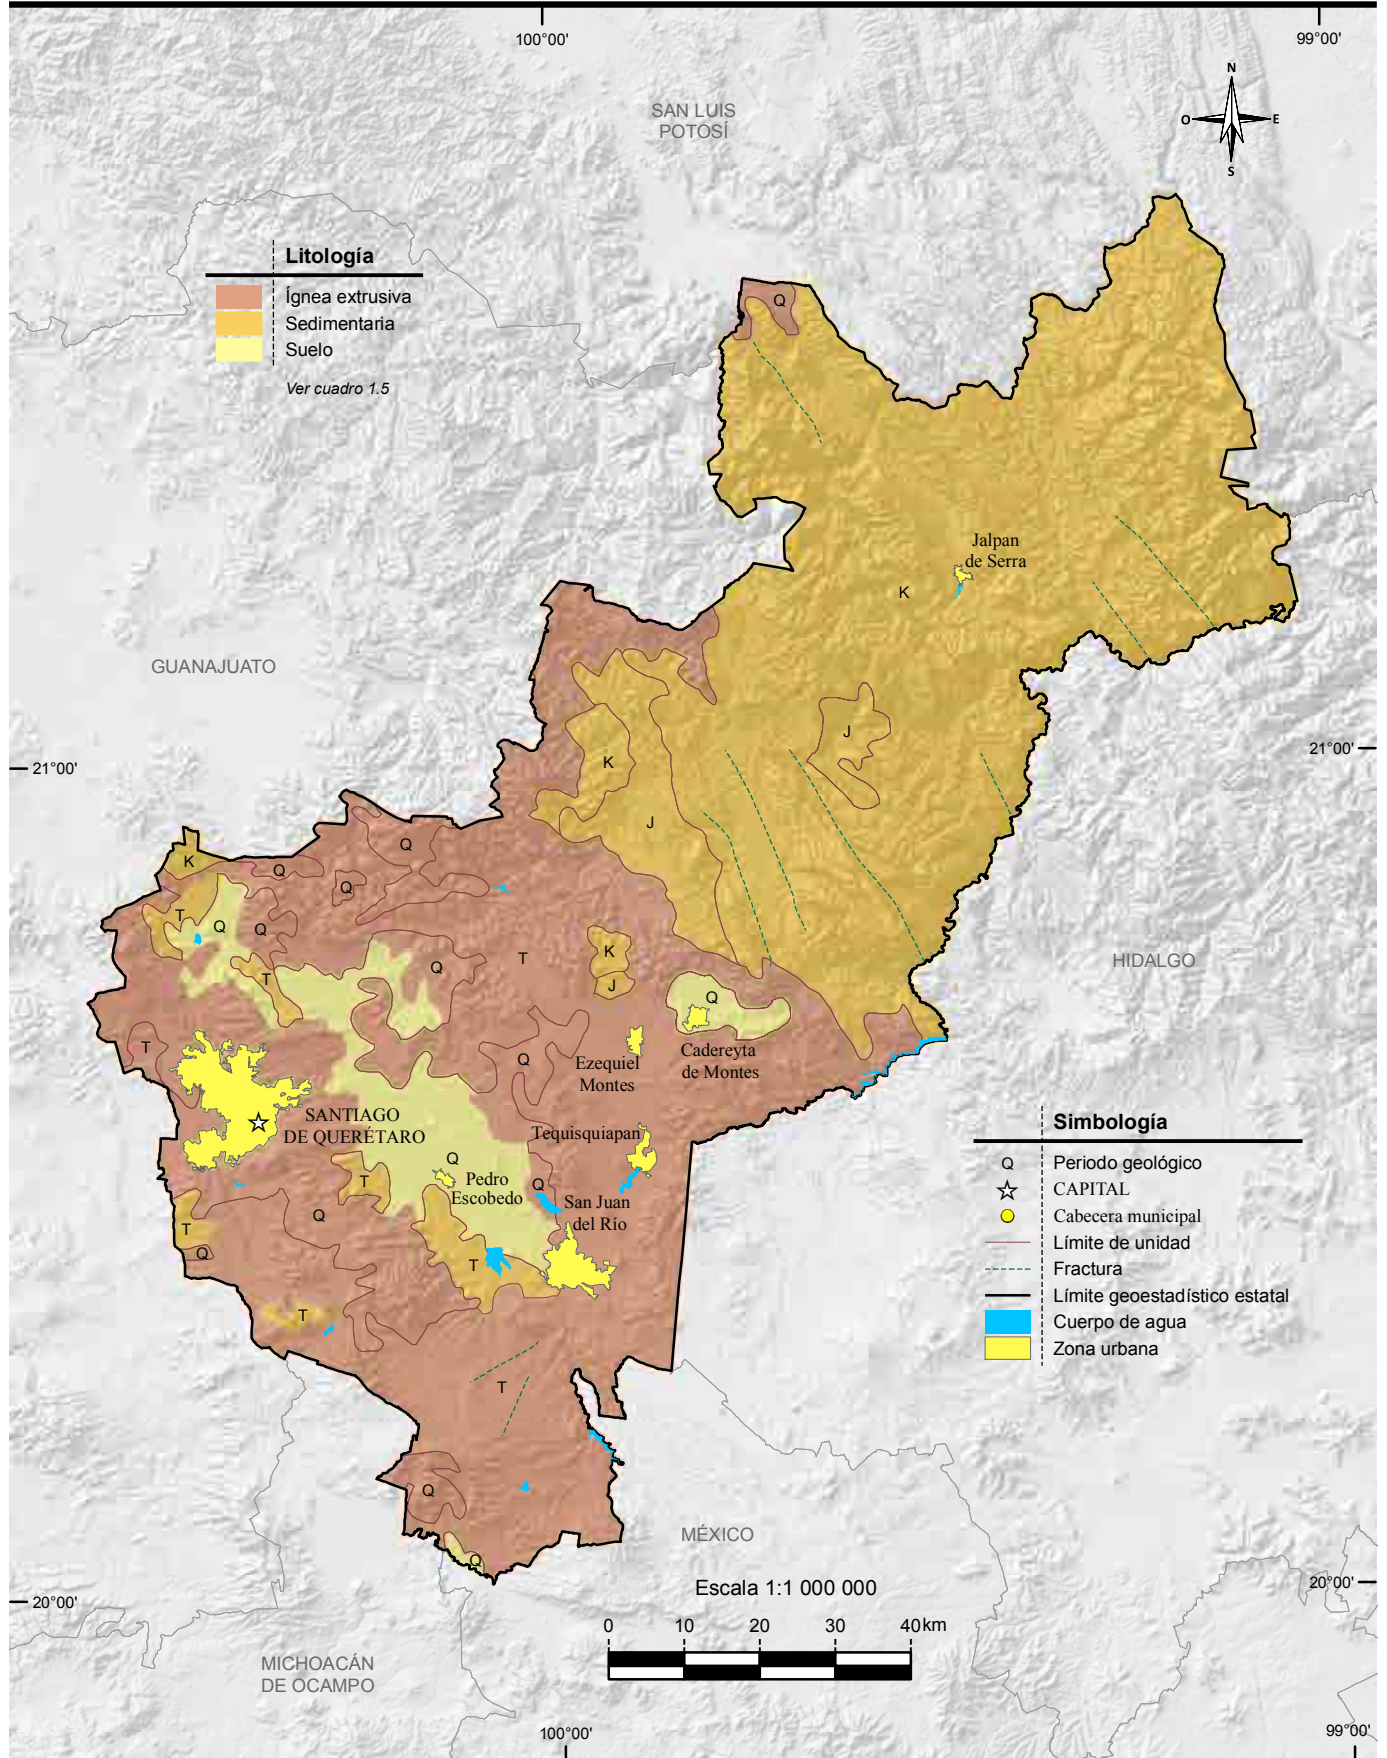 100°00'
99°00'
N
O
E
S
SAN LUIS
POTOSÍ
Litología
Ígnea extrusiva
Sedimentaria
Suelo
Ver cuadro 1.5
Q
Jalpan
de Serra
K
GUANAJUATO
J
21°00'
21°00'
K
J
Q
K
Q
Q
T
Q
Q
K
T
HIDALGO
Q
T
J
Q
T
Q
Ezequiel
Montes
Cadereyta
de Montes
SANTIAGO
DE QUERÉTARO
Tequisquiapan
Q
Pedro
Escobedo
T
Q
San Juan
del Río
Q
T
Q
T
T
T
Q
Q
Simbología
Q
Periodo geológico
CAPITAL
Cabecera municipal
Límite de unidad
Fractura
Límite geoestadístico estatal
Cuerpo de agua
Zona urbana
MÉXICO
Escala 1:1 000 000
0 10 20 30 40 km
20°00'
20°00'
MICHOACÁN
DE OCAMPO
100°00'
99°00'